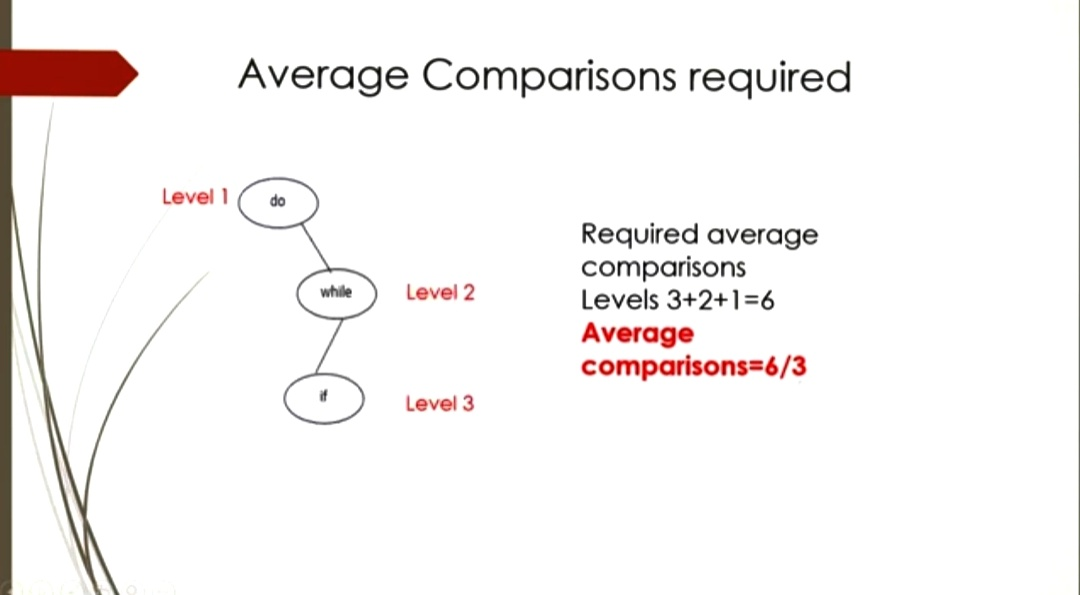 Average Comparisons required
Level 1
do
while
Level 2
if
Level 3
Required average
comparisons
Levels 3+2+1=6
Average
comparisons=6/3